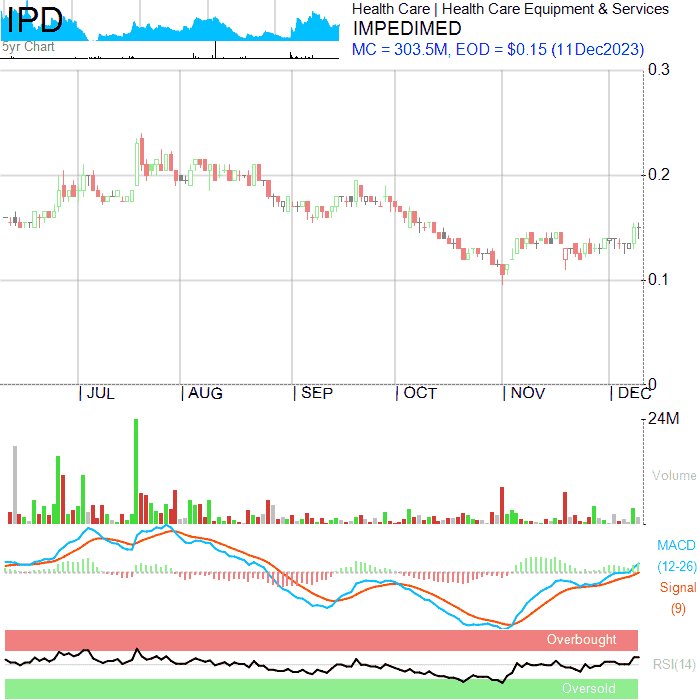 IPD
5yr Chart
Health Care | Health Care Equipment & Services
IMPEDIMED
MC = 303.5M, EOD = $0.15 (11Dec2023)
0.3
0.2
0.1
0
JUL AUG SEP OCT NOV DEC
24M
Volume
MACD
(12-26)
Signal
(9)
Overbought
RSI(14)
Oversold